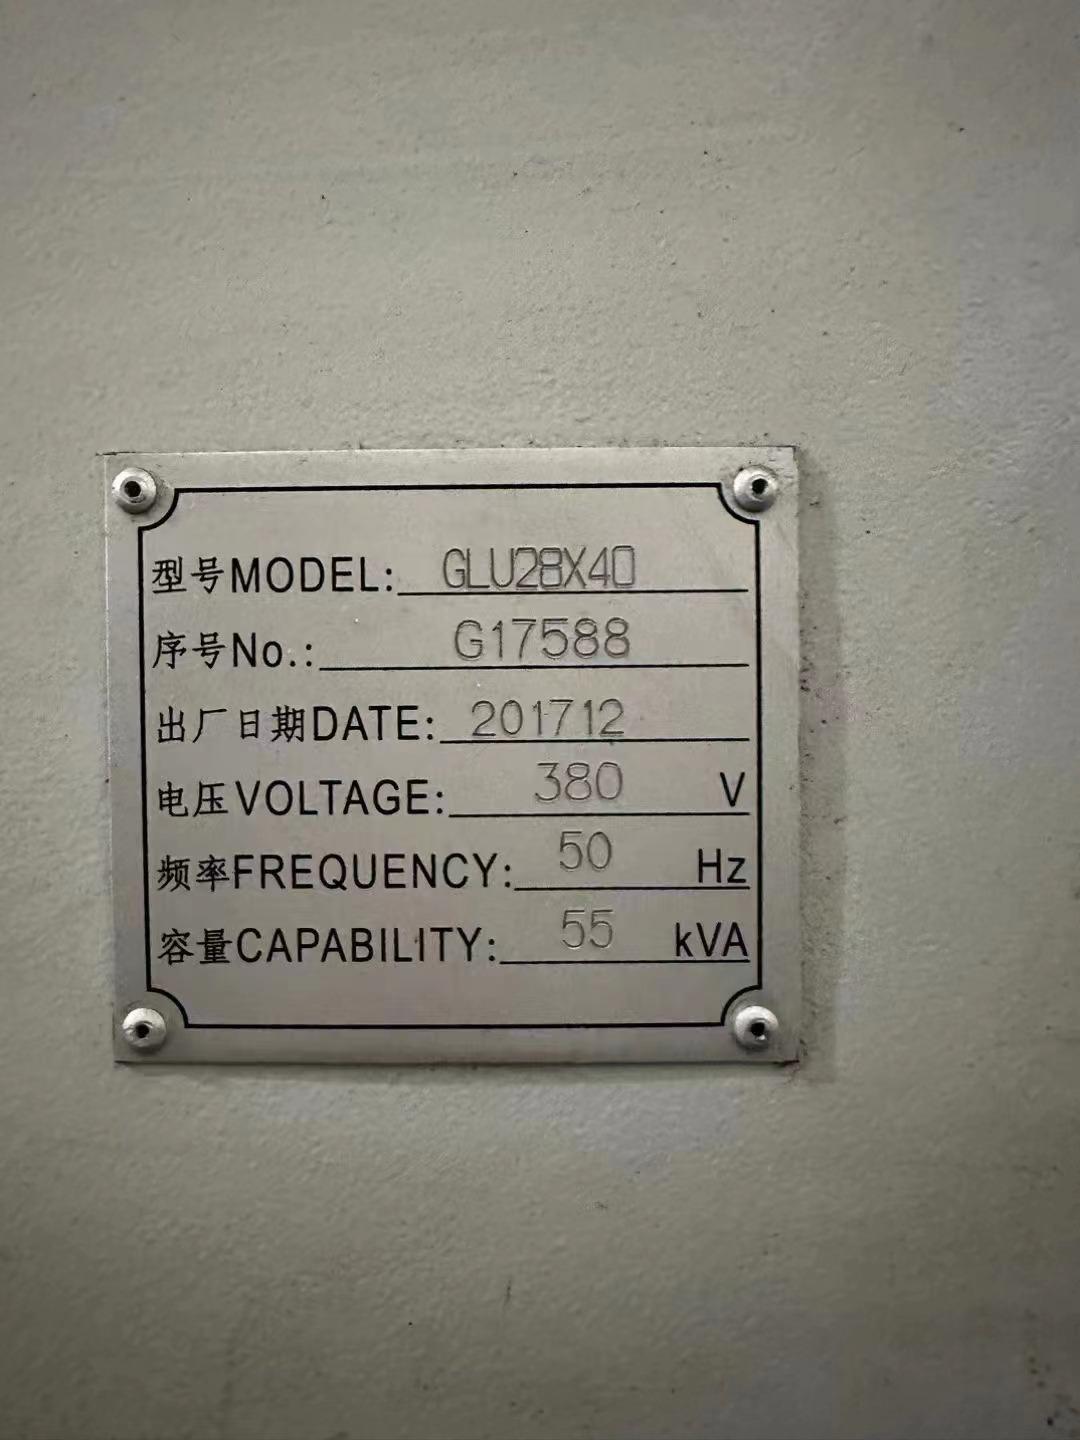 型号MODEL: GLU28X40
序号No.: G17588
出厂日期DATE: 201712
电压VOLTAGE: 380 V
频率FREQUENCY: 50 Hz
容量CAPABILITY: 55 kVA